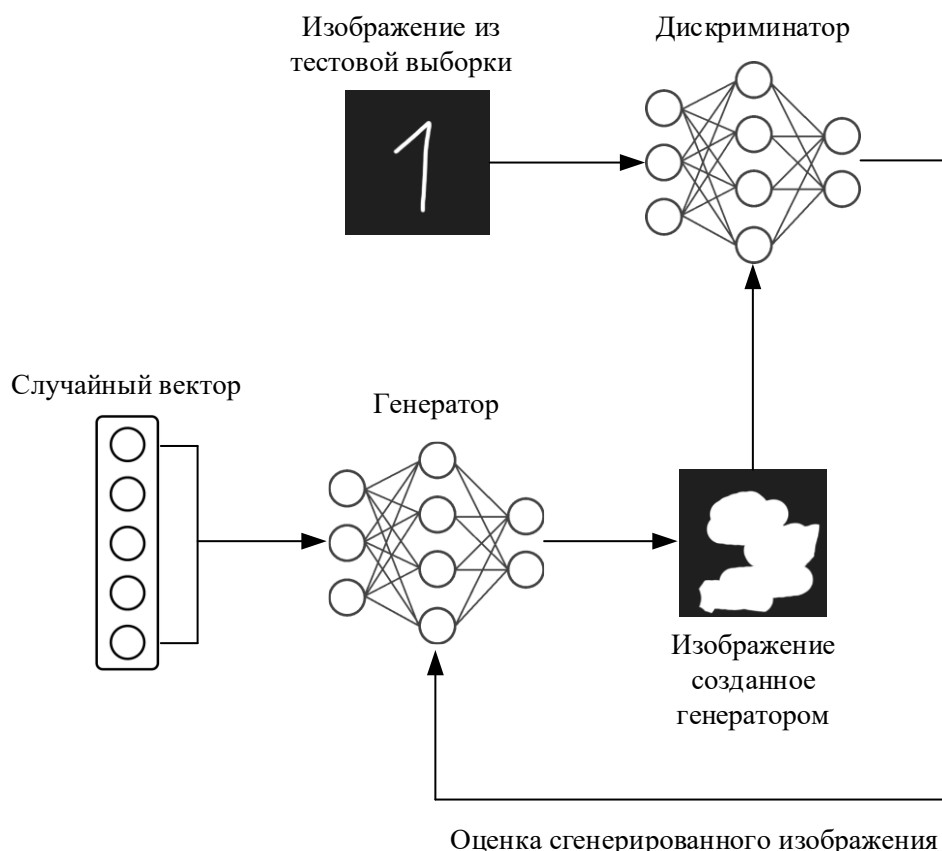 Изображение из
тестовой выборки
Дискриминатор
1
Случайный вектор
Генератор
Изображение
созданное
генератором
Оценка сгенерированного изображения